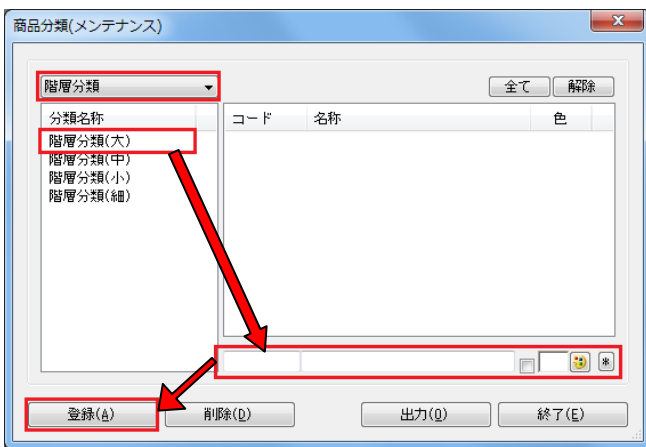 商品分類(メンテナンス)
階層分類
全て 解除
分類名称 コード 名称 色
階層分類(大)
階層分類(中)
階層分類(小)
階層分類(細)
*
登録(A) 削除(D) 出力(O) 終了(E)